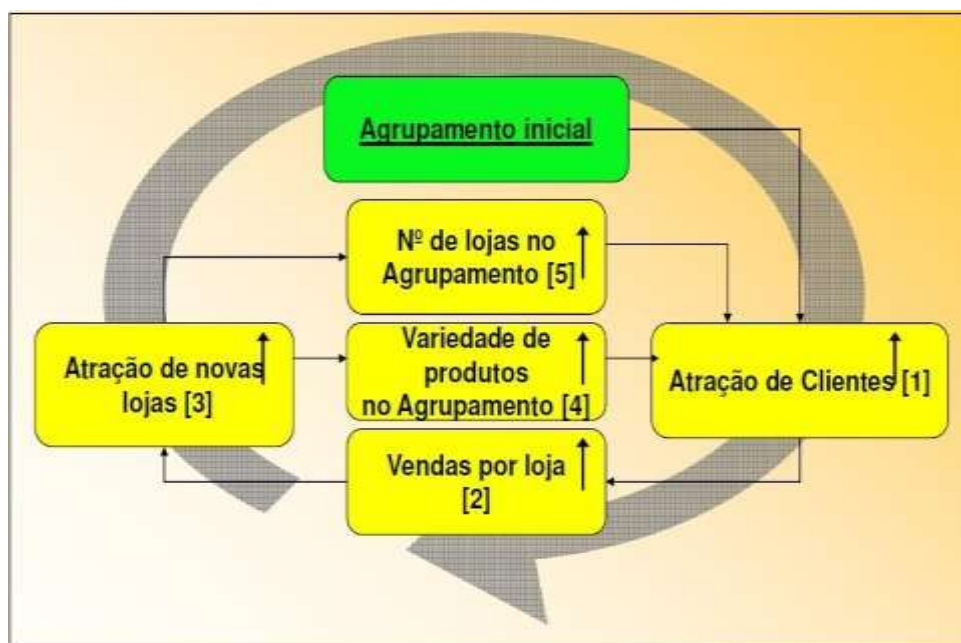 Agrupamento inicial
Nº de lojas no
Agrupamento [5]
Atração de novas
lojas [3]
Variedade de
produtos
no Agrupamento [4]
Atração de Clientes [1]
Vendas por loja
[2]